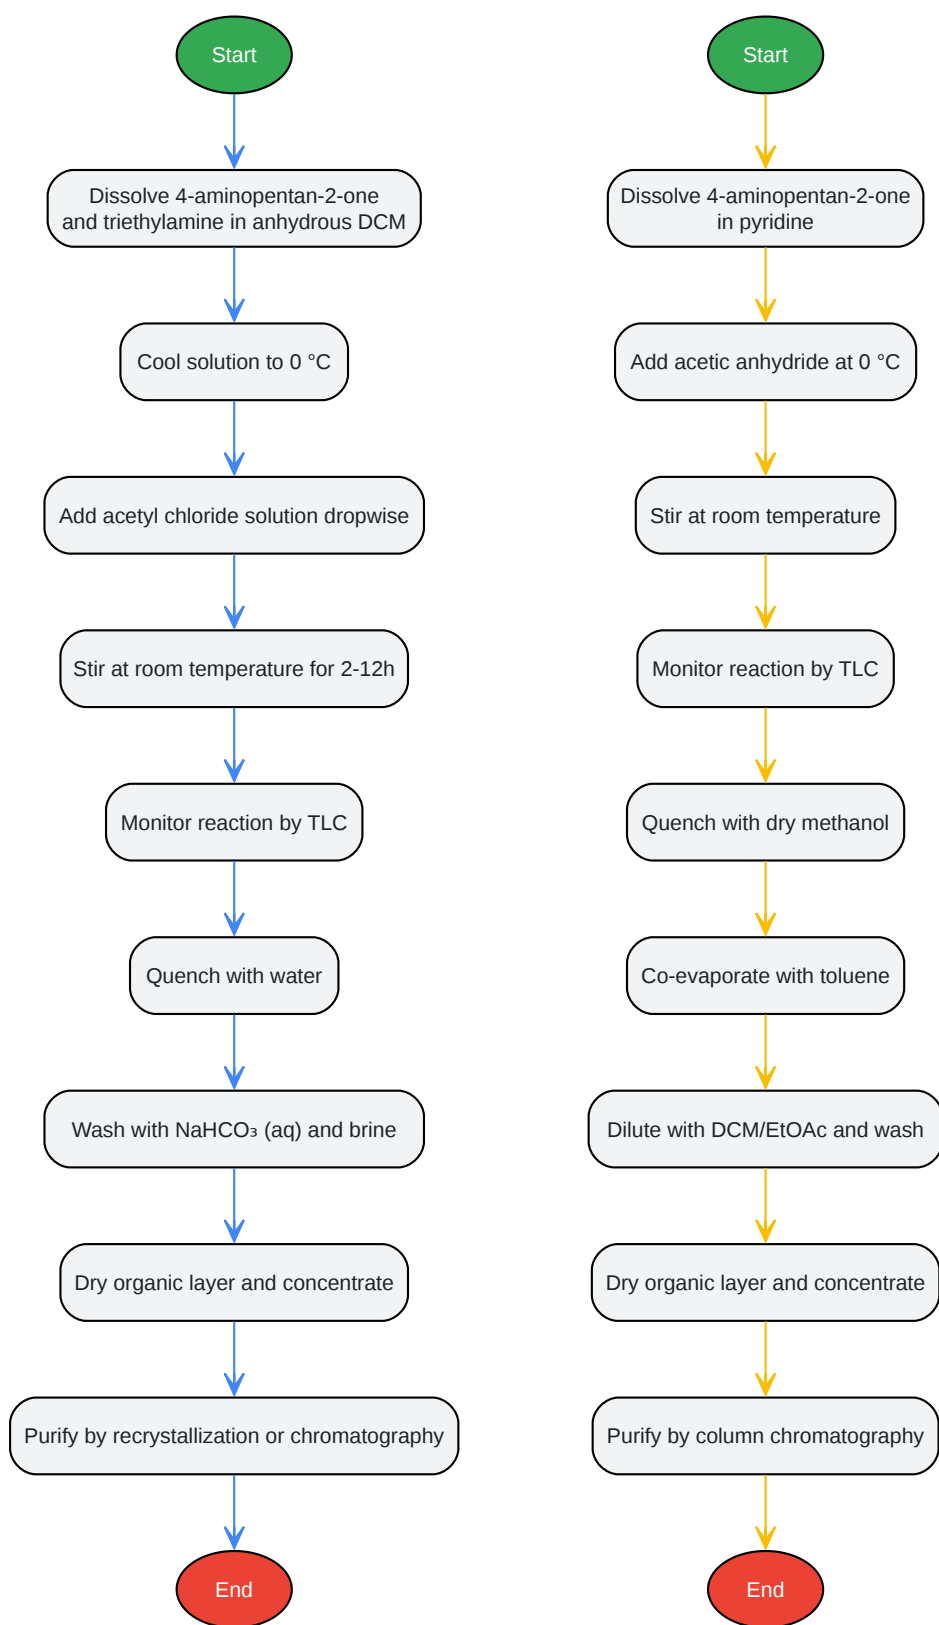 Start
Dissolve 4-aminopentan-2-one
and triethylamine in anhydrous DCM
Cool solution to 0 °C
Add acetyl chloride solution dropwise
Stir at room temperature for 2-12h
Monitor reaction by TLC
Quench with water
Wash with NaHCO₃ (aq) and brine
Dry organic layer and concentrate
Purify by recrystallization or chromatography
End
Start
Dissolve 4-aminopentan-2-one
in pyridine
Add acetic anhydride at 0 °C
Stir at room temperature
Monitor reaction by TLC
Quench with dry methanol
Co-evaporate with toluene
Dilute with DCM/EtOAc and wash
Dry organic layer and concentrate
Purify by column chromatography
End